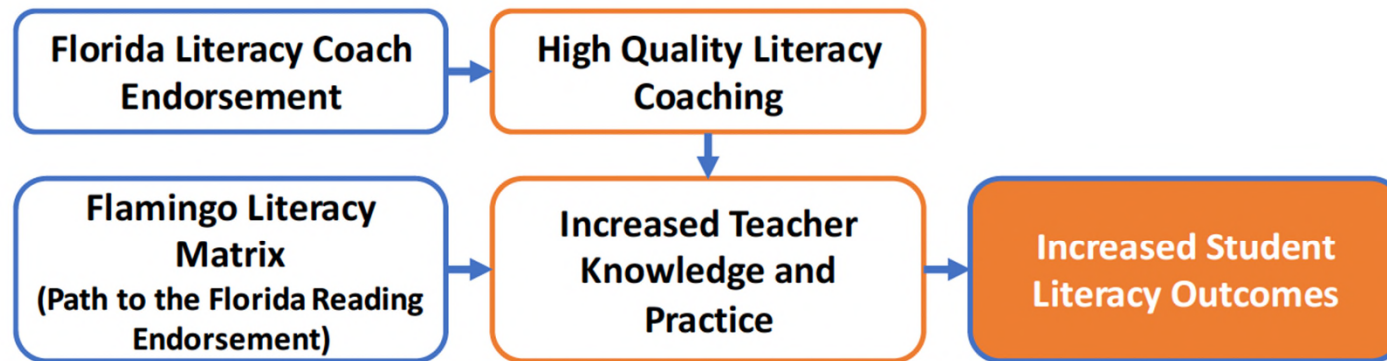 Florida Literacy Coach
Endorsement
High Quality Literacy
Coaching
Flamingo Literacy
Matrix
(Path to the Florida Reading
Endorsement)
Increased Teacher
Knowledge and
Practice
Increased Student
Literacy Outcomes